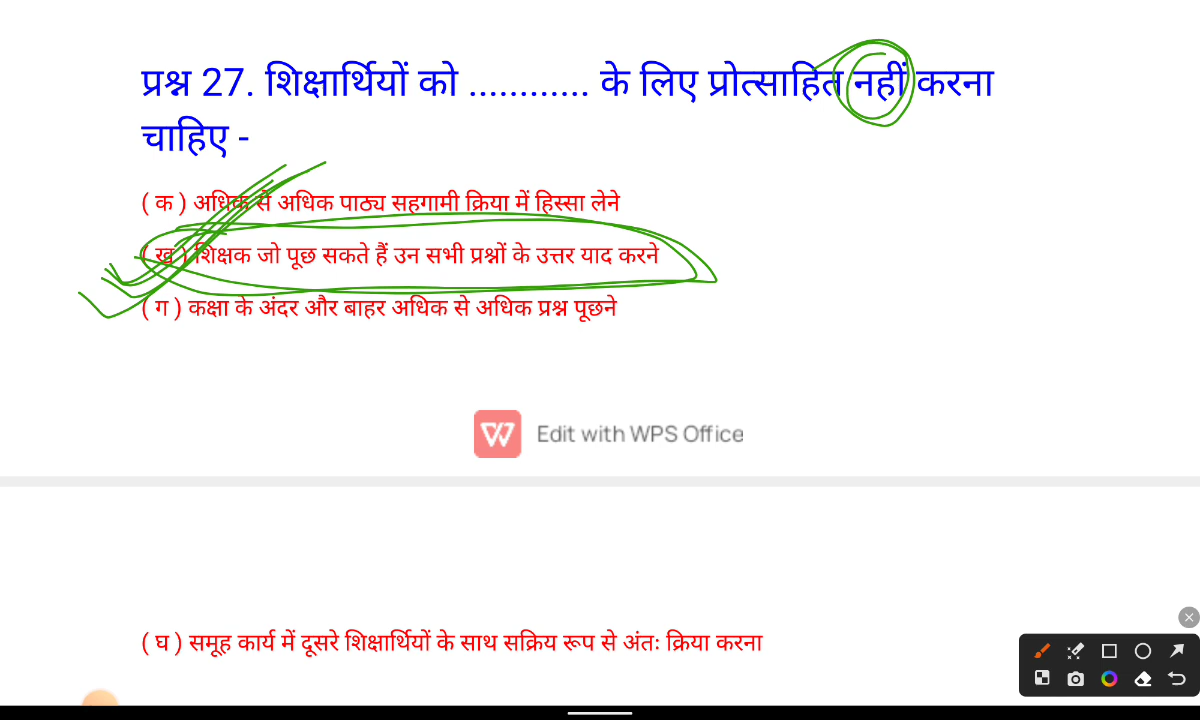 प्रश्न 27. शिक्षार्थियों को ............ के लिए प्रोत्साहित नहीं करना
चाहिए -
( क ) अधिक से अधिक पाठ्य सहगामी क्रिया में हिस्सा लेने
( ख ) शिक्षक जो पूछ सकते हैं उन सभी प्रश्नों के उत्तर याद करने
( ग ) कक्षा के अंदर और बाहर अधिक से अधिक प्रश्न पूछने
Edit with WPS Office
( घ ) समूह कार्य में दूसरे शिक्षार्थियों के साथ सक्रिय रूप से अंतः क्रिया करना